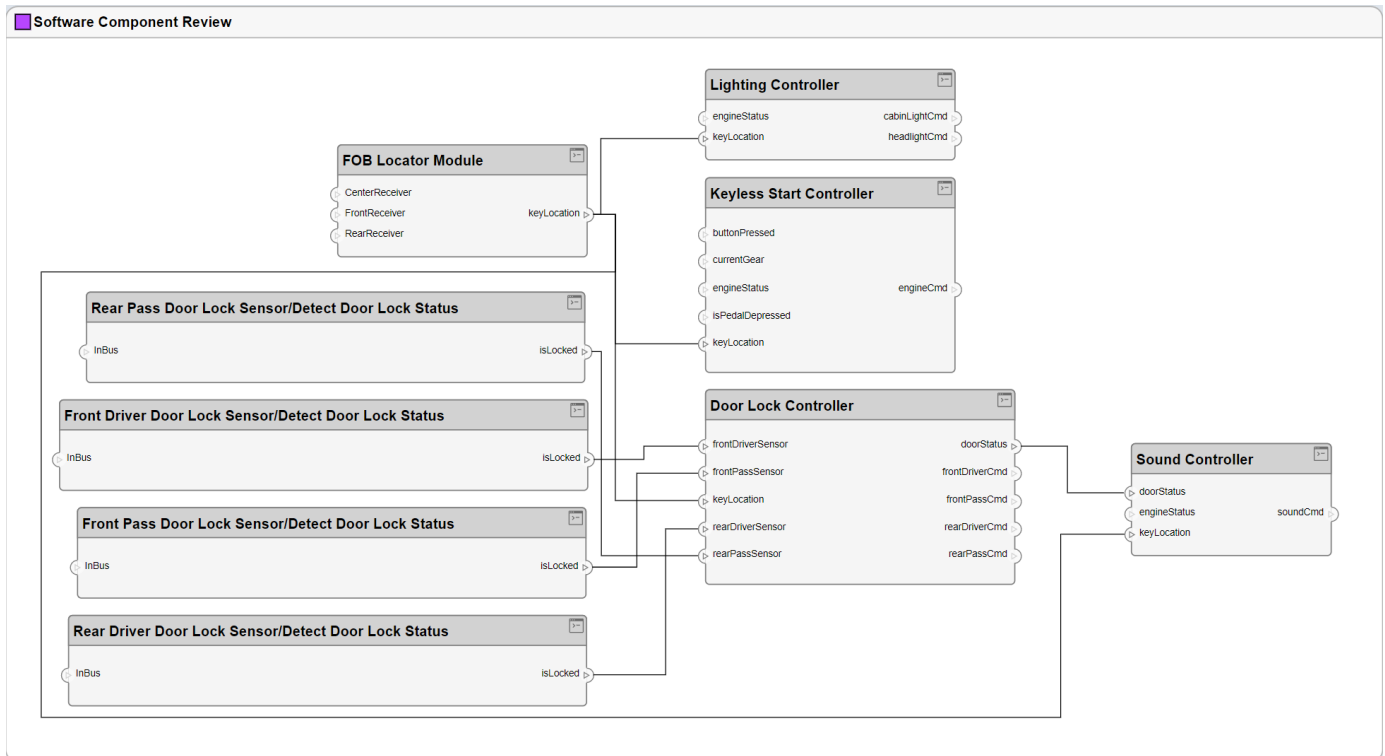 Software Component Review
Lighting Controller
engineStatus
cabinLightCmd
keyLocation
headlightCmd
FOB Locator Module
CenterReceiver
FrontReceiver
keyLocation
RearReceiver
Keyless Start Controller
buttonPressed
currentGear
engineStatus
engineCmd
isPedalDepressed
keyLocation
Rear Pass Door Lock Sensor/Detect Door Lock Status
InBus
isLocked
Front Driver Door Lock Sensor/Detect Door Lock Status
InBus
isLocked
Front Pass Door Lock Sensor/Detect Door Lock Status
InBus
isLocked
Rear Driver Door Lock Sensor/Detect Door Lock Status
InBus
isLocked
Door Lock Controller
frontDriverSensor
doorStatus
frontPassSensor
frontDriverCmd
keyLocation
frontPassCmd
rearDriverSensor
rearDriverCmd
rearPassSensor
rearPassCmd
Sound Controller
doorStatus
engineStatus
soundCmd
keyLocation